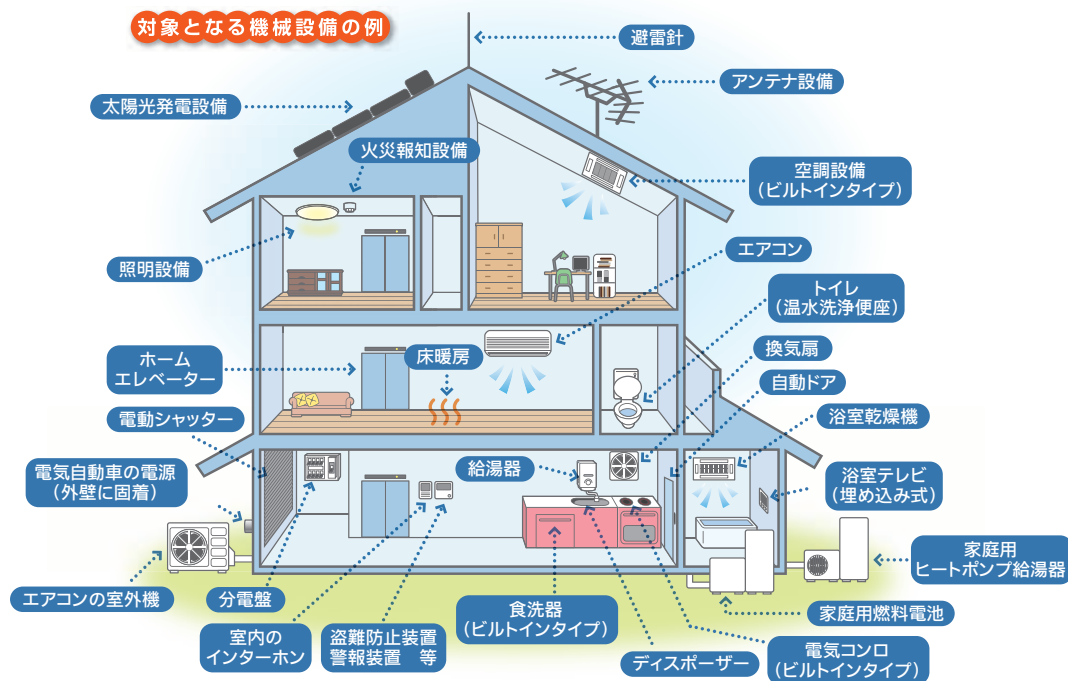 対象となる機械設備の例
避雷針
アンテナ設備
太陽光発電設備
火災報知設備
空調設備
（ビルトインタイプ）
照明設備
エアコン
トイレ
（温水洗浄便座）
ホーム
エレベーター
床暖房
換気扇
自動ドア
電動シャッター
浴室乾燥機
電気自動車の電源
（外壁に固着）
給湯器
浴室テレビ
（埋め込み式）
家庭用
ヒートポンプ給湯器
エアコンの室外機
分電盤
食洗器
（ビルトインタイプ）
家庭用燃料電池
室内の
インターホン
盗難防止装置
警報装置　等
ディスポーザー
電気コンロ
（ビルトインタイプ）